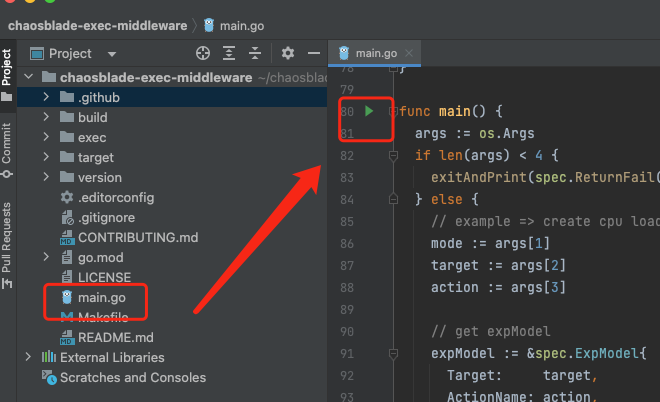 chaosblade-exec-middleware main.go
Project
main.go
Project
Commit
Pull Requests
chaosblade-exec-middleware ~/chaosbla
.github
build
exec
target
version
.editorconfig
.gitignore
CONTRIBUTING.md
go.mod
LICENSE
main.go
Makefile
README.md
External Libraries
Scratches and Consoles
78 }
79
80 func main() {
81 args := os.Args
82 if len(args) < 4 {
83 exitAndPrint(spec.ReturnFail(
84 } else {
85 // example => create cpu load
86 mode := args[1]
87 target := args[2]
88 action := args[3]
89
90 // get expModel
91 expModel := &spec.ExpModel{
92 Target: target,
93 ActionName: action,